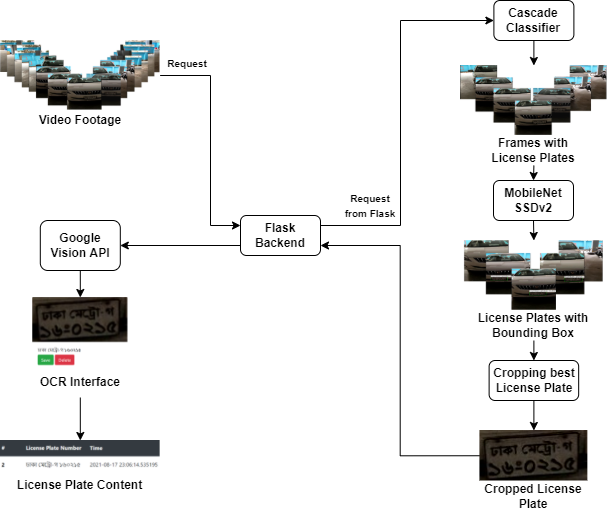 Cascade
Classifier
Request
Video Footage
Frames with
License Plates
MobileNet
SSDv2
Request
from Flask
Flask
Backend
Google
Vision API
ঢাকা মেট্রো-গ
১৬-০২১৫
Save Delete
OCR Interface
License Plates with
Bounding Box
Cropping best
License Plate
ঢাকা মেট্রো-গ
১৬-০২১৫
Cropped License
Plate
# License Plate Number Time
2 ঢাকা মেট্রো-গ ১৬-০২১৫ 2021-08-17 23:06:14.535195
License Plate Content